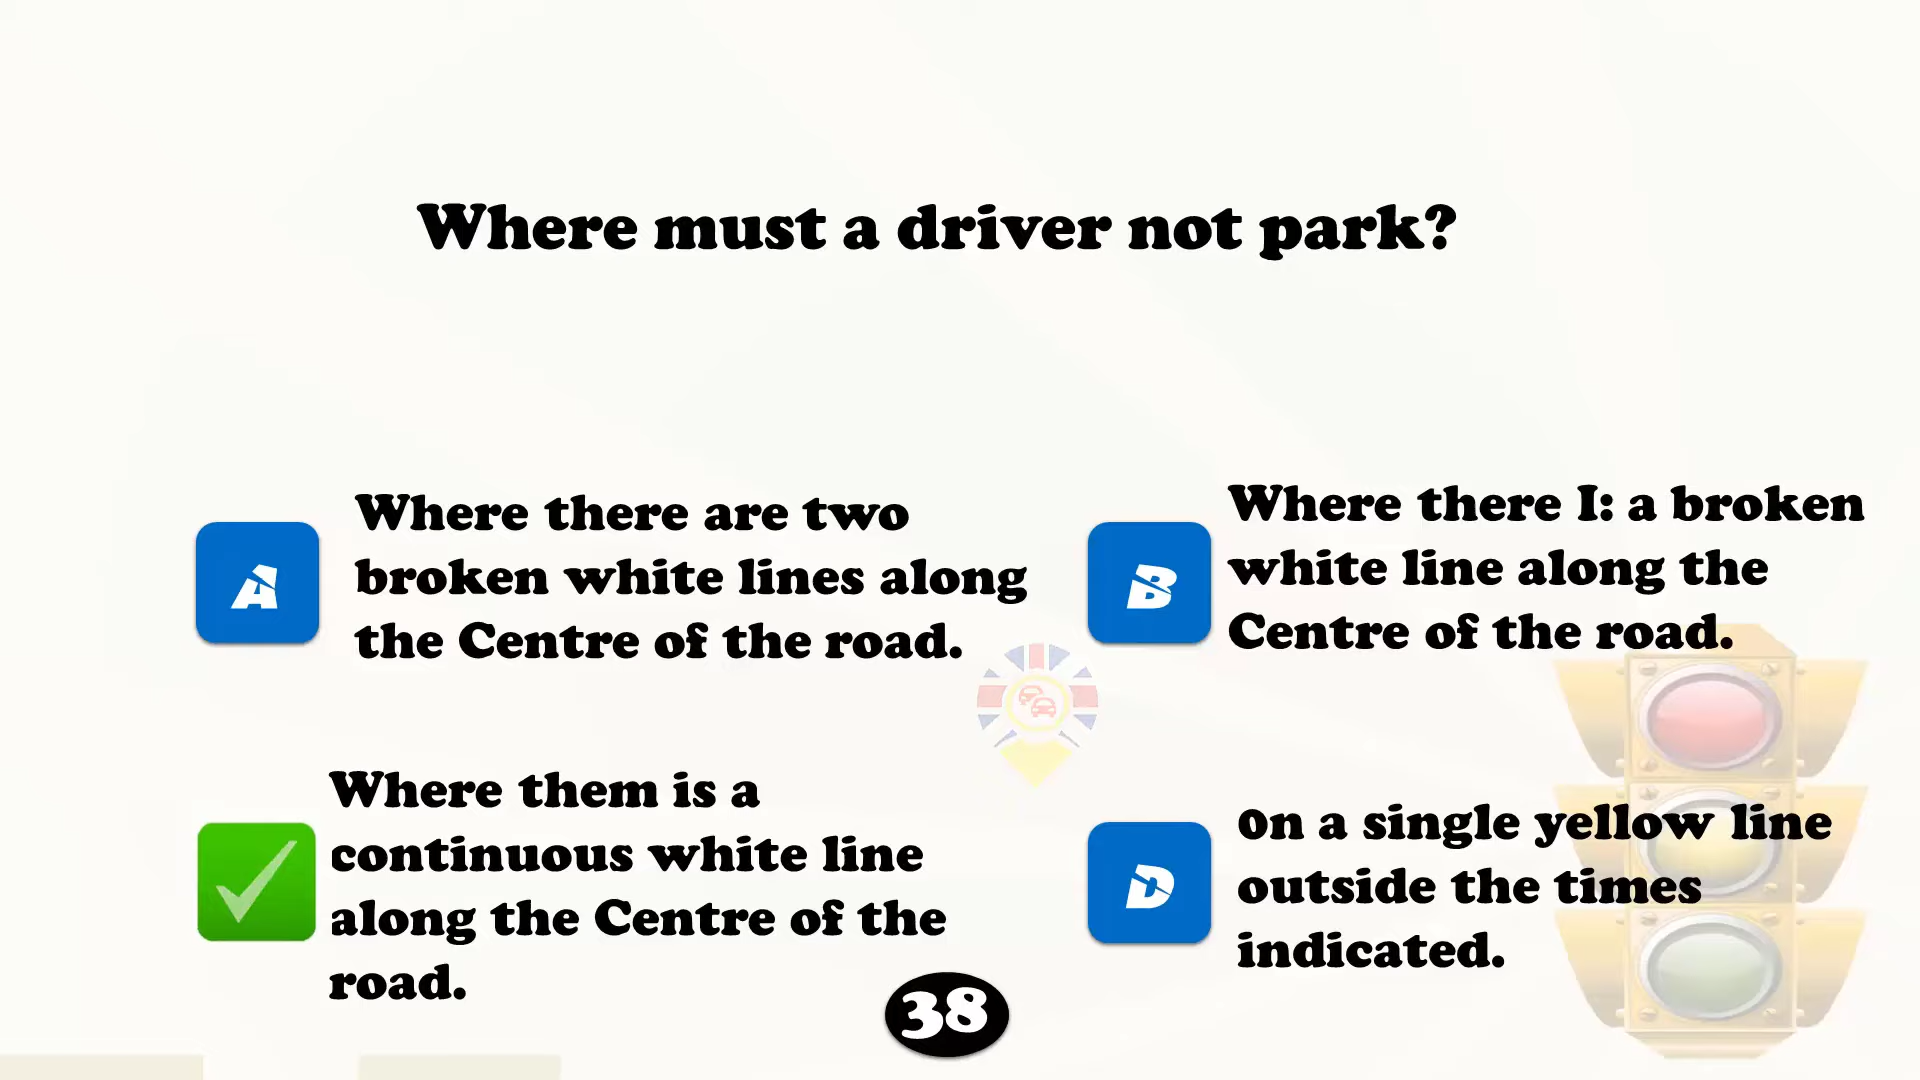 Where must a driver not park?
A
Where there are two
broken white lines along
the Centre of the road.
B
Where there I: a broken
white line along the
Centre of the road.
Where them is a
continuous white line
along the Centre of the
road.
D
0n a single yellow line
outside the times
indicated.
38